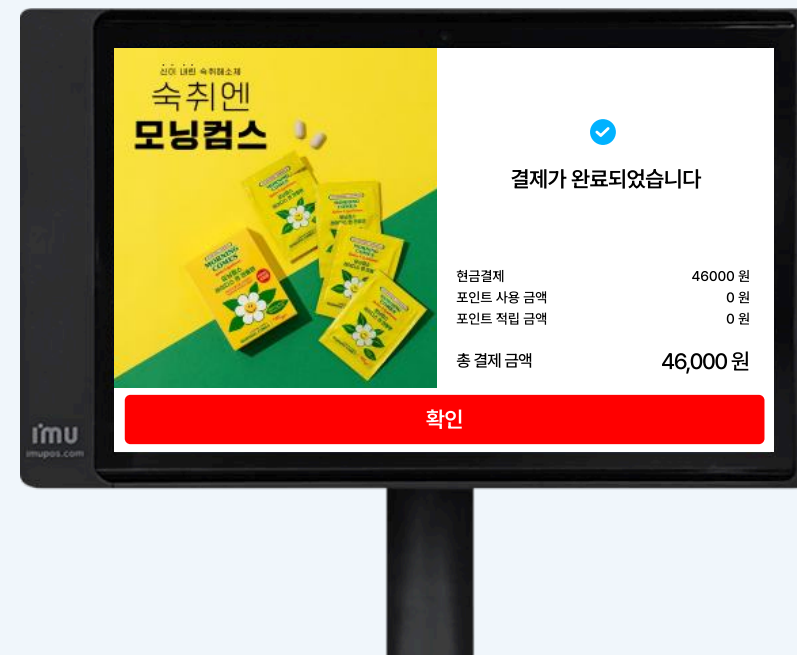 신이 내린 숙취해소제
숙취엔
모닝컴스
MORNING
COMES
결제가 완료되었습니다
현금결제 46000 원
포인트 사용 금액 0 원
포인트 적립 금액 0 원
총 결제 금액 46,000 원
확인
imu
imupos.com